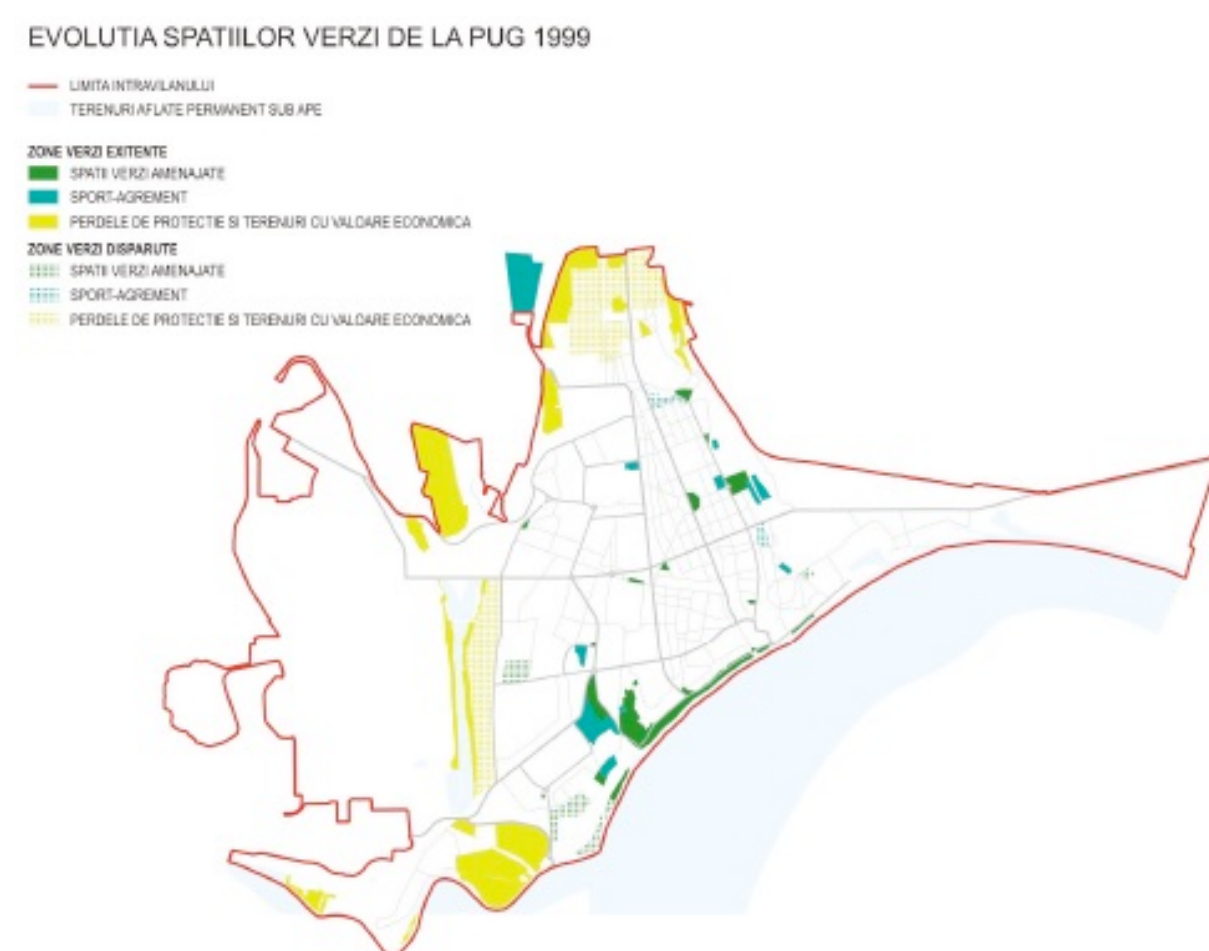 EVOLUTIA SPATIILOR VERZI DE LA PUG 1999
LIMITA INTRAVILANULUI
TERENURI AFLATE PERMANENT SUB APE
ZONE VERZI EXITENTE
SPATII VERZI AMENAJATE
SPORT-AGREMENT
PERDELE DE PROTECTIE SI TERENURI CU VALOARE ECONOMICA
ZONE VERZI DISPARUTE
SPATII VERZI AMENAJATE
SPORT-AGREMENT
PERDELE DE PROTECTIE SI TERENURI CU VALOARE ECONOMICA